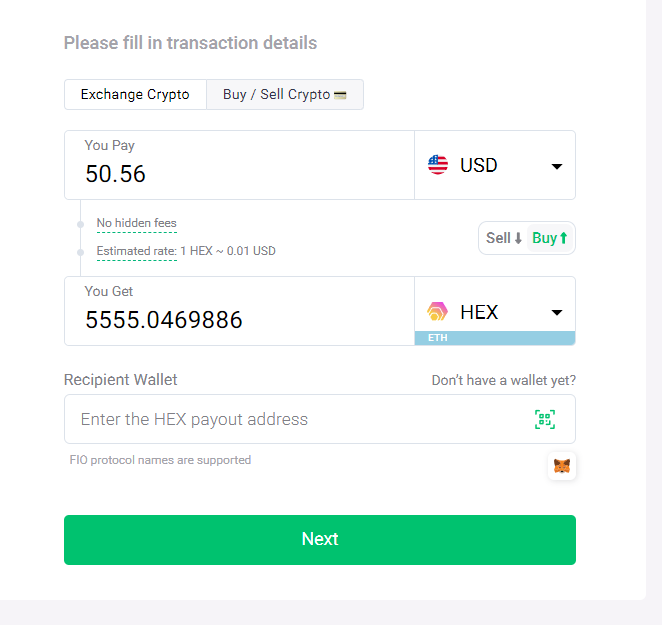 Please fill in transaction details
Exchange Crypto
Buy / Sell Crypto
You Pay
50.56
USD
No hidden fees
Estimated rate: 1 HEX ~ 0.01 USD
Sell Buy
You Get
5555.0469886
HEX
ETH
Recipient Wallet
Don't have a wallet yet?
Enter the HEX payout address
FIO protocol names are supported
Next